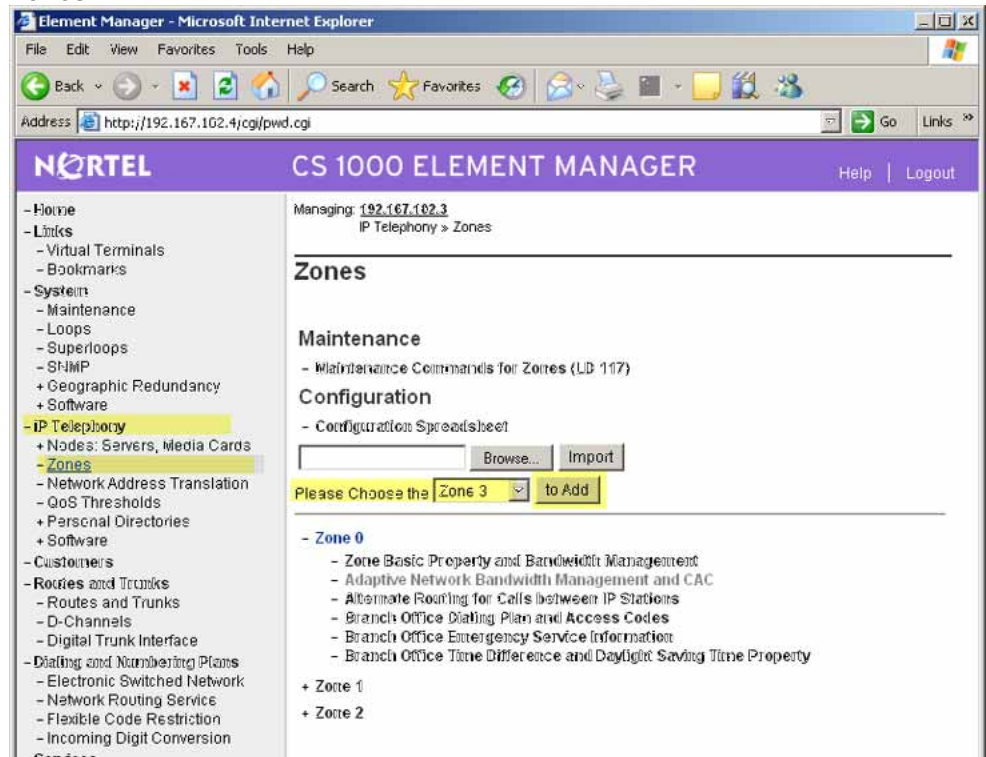 Element Manager - Microsoft Internet Explorer
File Edit View Favorites Tools Help
Back Search Favorites
Address http://192.167.102.4/cgi/pwd.cgi Go Links »
NORTEL CS 1000 ELEMENT MANAGER Help | Logout
- Home
- Links
- Virtual Terminals
- Bookmarks
- System
- Maintenance
- Loops
- Superloops
- SNMP
+ Geographic Redundancy
+ Software
- IP Telephony
+ Nodes: Servers, Media Cards
- Zones
- Network Address Translation
- QoS Thresholds
+ Personal Directories
+ Software
- Customers
- Routes and Trunks
- Routes and Trunks
- D-Channels
- Digital Trunk Interface
- Dialing and Numbering Plans
- Electronic Switched Network
- Network Routing Service
- Flexible Code Restriction
- Incoming Digit Conversion
Managing: 192.167.102.3
IP Telephony » Zones
Zones
Maintenance
- Maintenance Commands for Zones (LD 117)
Configuration
- Configuration Spreadsheet
Browse... Import
Please Choose the Zone 3 to Add
- Zone 0
- Zone Basic Property and Bandwidth Management
- Adaptive Network Bandwidth Management and CAC
- Alternate Routing for Calls between IP Stations
- Branch Office Dialing Plan and Access Codes
- Branch Office Emergency Service Information
- Branch Office Time Difference and Daylight Saving Time Property
+ Zone 1
+ Zone 2